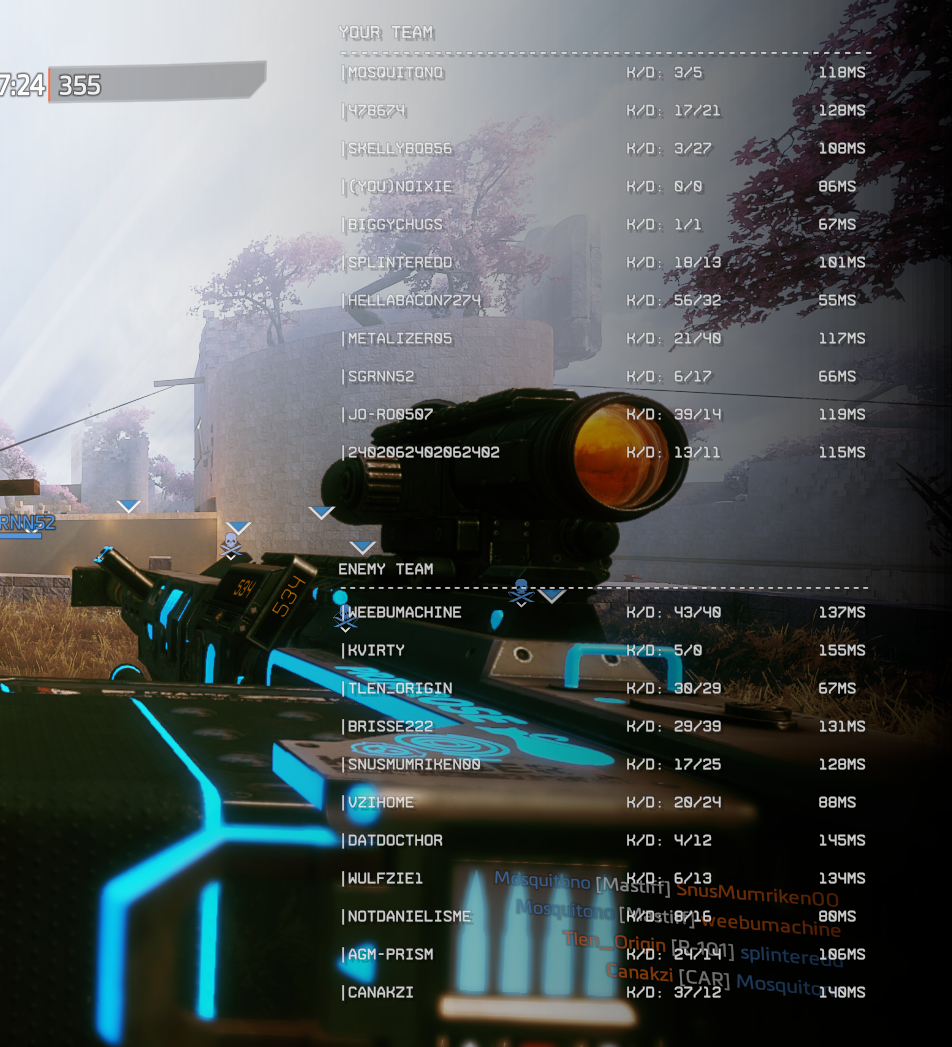 YOUR TEAM
7:24 355
|MOSQUITONO K/D: 3/5 118MS
|478674 K/D: 17/21 128MS
|SKELLYBOB56 K/D: 3/27 108MS
|(YOU)NOIXIE K/D: 0/0 86MS
|BIGGYCHUGS K/D: 1/1 67MS
|SPLINTEREDD K/D: 18/13 101MS
|HELLABACON7274 K/D: 56/32 55MS
|METALIZER05 K/D: 21/40 117MS
|SGRNN52 K/D: 6/17 66MS
|JO-RO0507 K/D: 39/14 119MS
|2402062402062402 K/D: 13/11 115MS
RNN52
ENEMY TEAM
534
534
|WEEBUMACHINE K/D: 43/40 137MS
|KVIRTY K/D: 5/0 155MS
|TLEN_ORIGIN K/D: 30/29 67MS
|BRISSE222 K/D: 29/39 131MS
|SNUSMUMRIKEN00 K/D: 17/25 128MS
|VZIHOME K/D: 20/24 88MS
|DATDOCTHOR K/D: 4/12 145MS
|WULFZIE1 K/D: 6/13 134MS
Mosquitono [Mastiff] SnusMumriken00
|NOTDANIELISME K/D: 8/16 80MS
Mosquitono [Mastiff] weebumachine
|AGM-PRISM K/D: 24/14 106MS
Tlen_Origin [R-101] splinteredd
|CANAKZI K/D: 37/12 140MS
Canakzi [CAR] Mosquitono